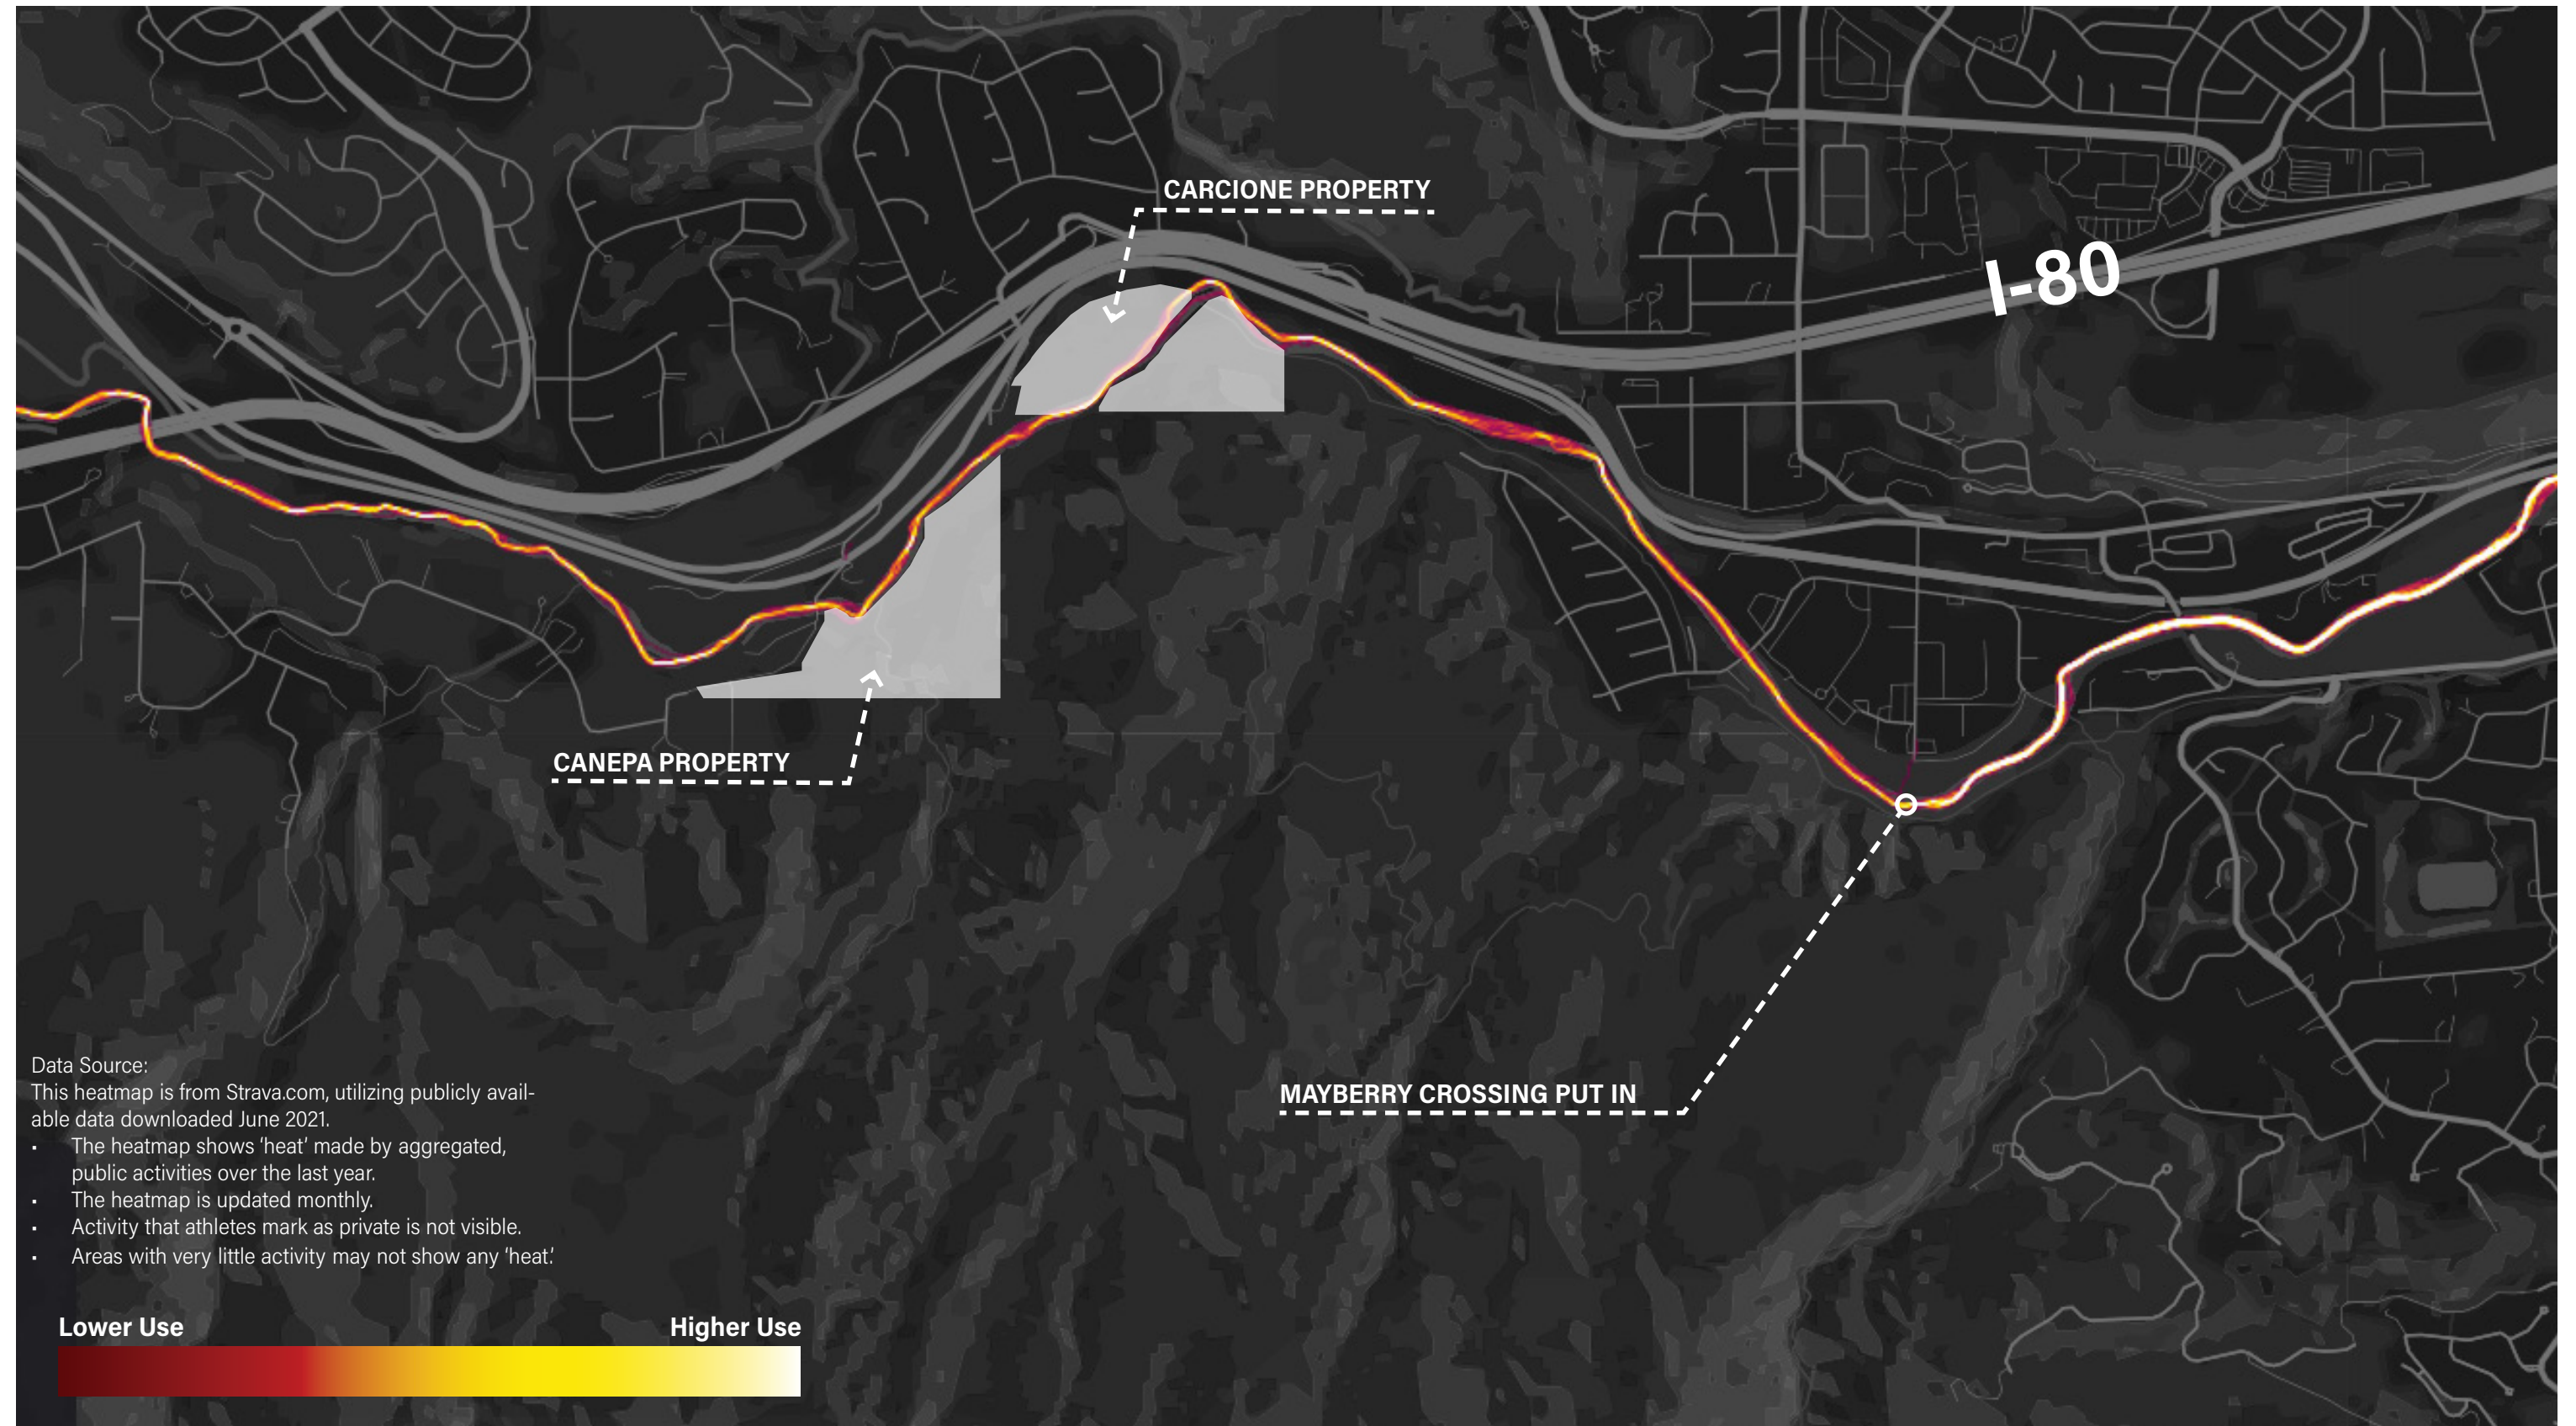 CARCIONE PROPERTY
I-80
CANEPA PROPERTY
MAYBERRY CROSSING PUT IN
Data Source:
This heatmap is from Strava.com, utilizing publicly avail-
able data downloaded June 2021.
· The heatmap shows ‘heat’ made by aggregated,
public activities over the last year.
· The heatmap is updated monthly.
· Activity that athletes mark as private is not visible.
· Areas with very little activity may not show any ‘heat’.
Lower Use
Higher Use